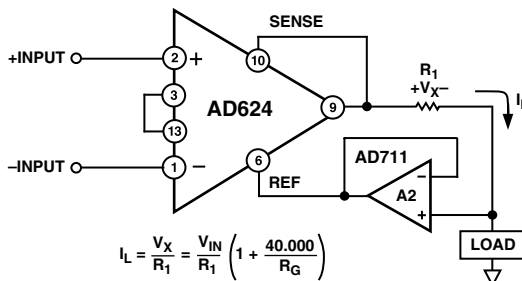 SENSE
+INPUT
2
+
10
3
AD624
13
9
R1
+VX−
IL
−INPUT
1
−
6
REF
AD711
−
A2
+
LOAD
IL = VX/R1 = VIN/R1 (1 + 40.000/RG)